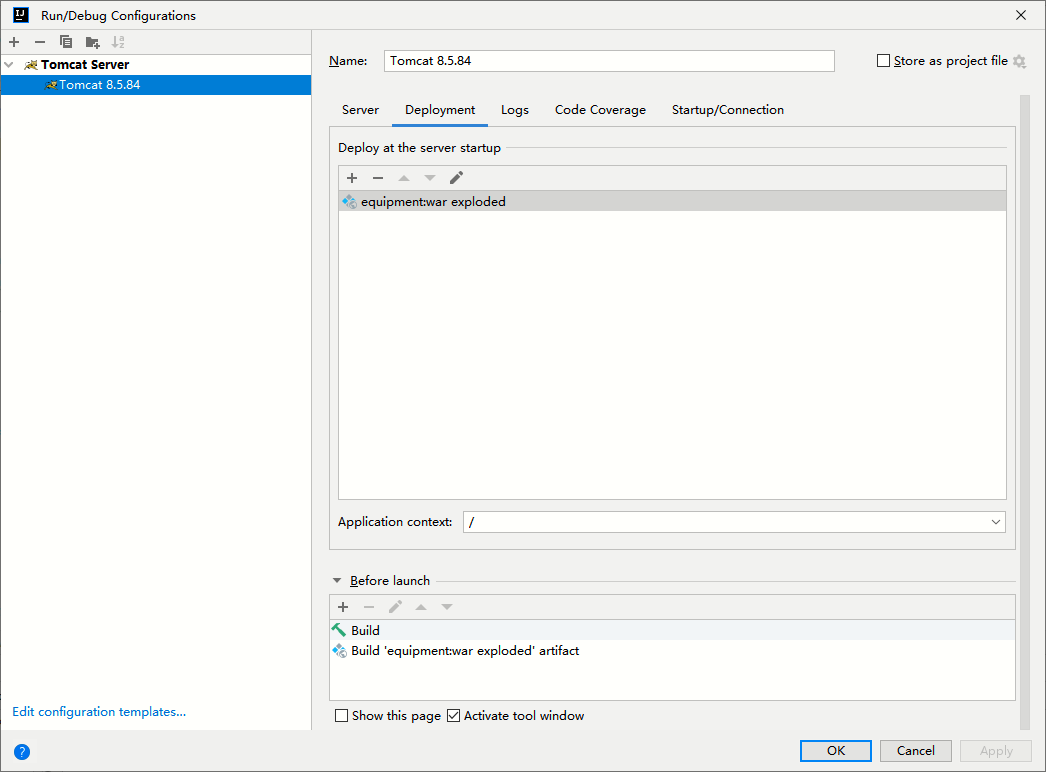 Run/Debug Configurations
Tomcat Server
Tomcat 8.5.84
Edit configuration templates...
Name: Tomcat 8.5.84 Store as project file
Server Deployment Logs Code Coverage Startup/Connection
Deploy at the server startup
equipment:war exploded
Application context: /
Before launch
Build
Build 'equipment:war exploded' artifact
Show this page Activate tool window
? OK Cancel Apply